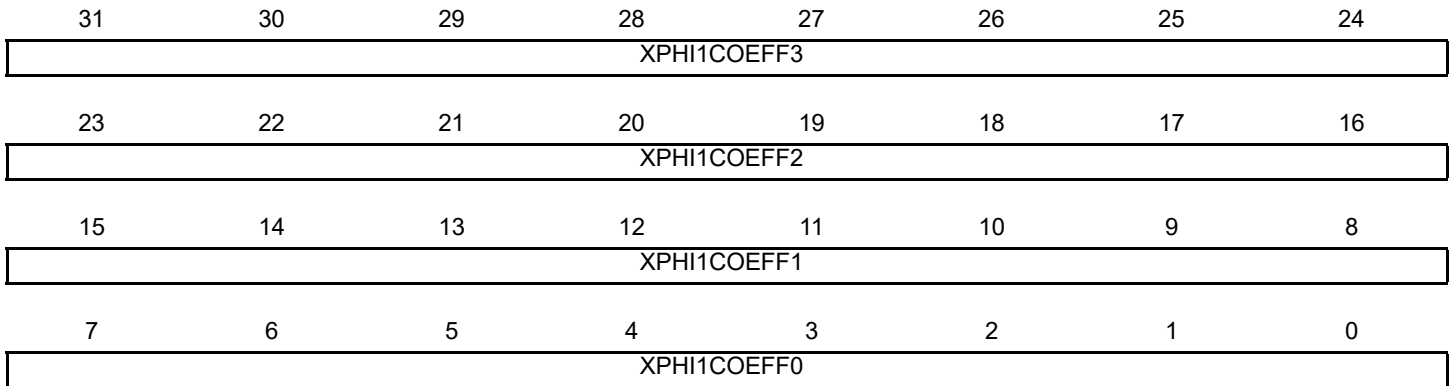 31 30 29 28 27 26 25 24
XPHI1COEFF3
23 22 21 20 19 18 17 16
XPHI1COEFF2
15 14 13 12 11 10 9 8
XPHI1COEFF1
7 6 5 4 3 2 1 0
XPHI1COEFF0